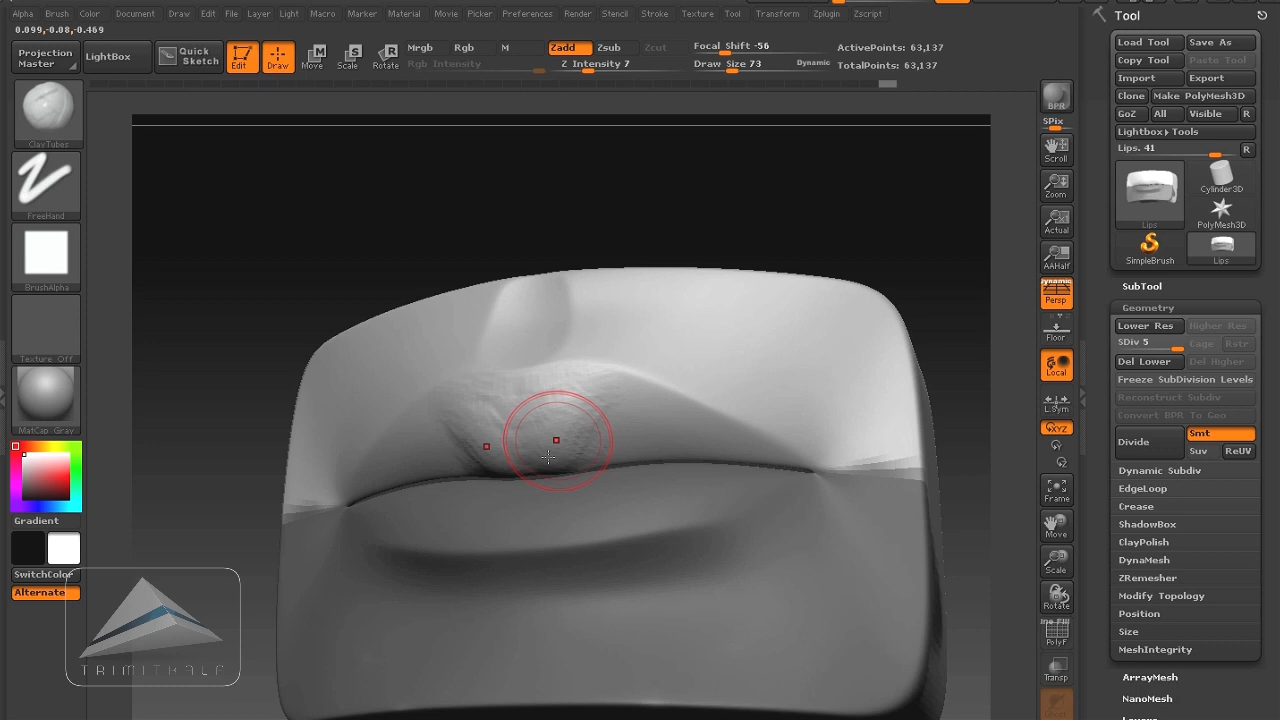 Alpha Brush Color Document Draw Edit File Layer Light Macro Marker Material Movie Picker Preferences Render Stencil Stroke Texture Tool Transform Zplugin Zscript
0.099,-0.08,-0.469
Projection Master
LightBox
Quick Sketch
Edit
Draw
Move
Scale
Rotate
Mrgb Rgb M
Rgb Intensity
Zadd Zsub Zcut
Z Intensity 7
Focal Shift -56
Draw Size 73
Dynamic
ActivePoints: 63,137
TotalPoints: 63,137
ClayTubes
FreeHand
BrushAlpha
Texture Off
MatCap Gray
Gradient
SwitchColor
Alternate
BPR
SPix
Scroll
Zoom
Actual
AAHalf
Dynamic
Persp
Floor
Local
L.Sym
XYZ
Y
Z
Frame
Move
Scale
Rotate
PolyF
Transp
Tool
Load Tool Save As
Copy Tool Paste Tool
Import Export
Clone Make PolyMesh3D
GoZ All Visible R
Lightbox▸Tools
Lips. 41 R
Lips
Cylinder3D
PolyMesh3D
SimpleBrush
Lips
SubTool
Geometry
Lower Res Higher Res
SDiv 5 Cage Rstr
Del Lower Del Higher
Freeze SubDivision Levels
Reconstruct Subdiv
Convert BPR To Geo
Divide
Smt
Suv ReUV
Dynamic Subdiv
EdgeLoop
Crease
ShadowBox
ClayPolish
DynaMesh
ZRemesher
Modify Topology
Position
Size
MeshIntegrity
ArrayMesh
NanoMesh